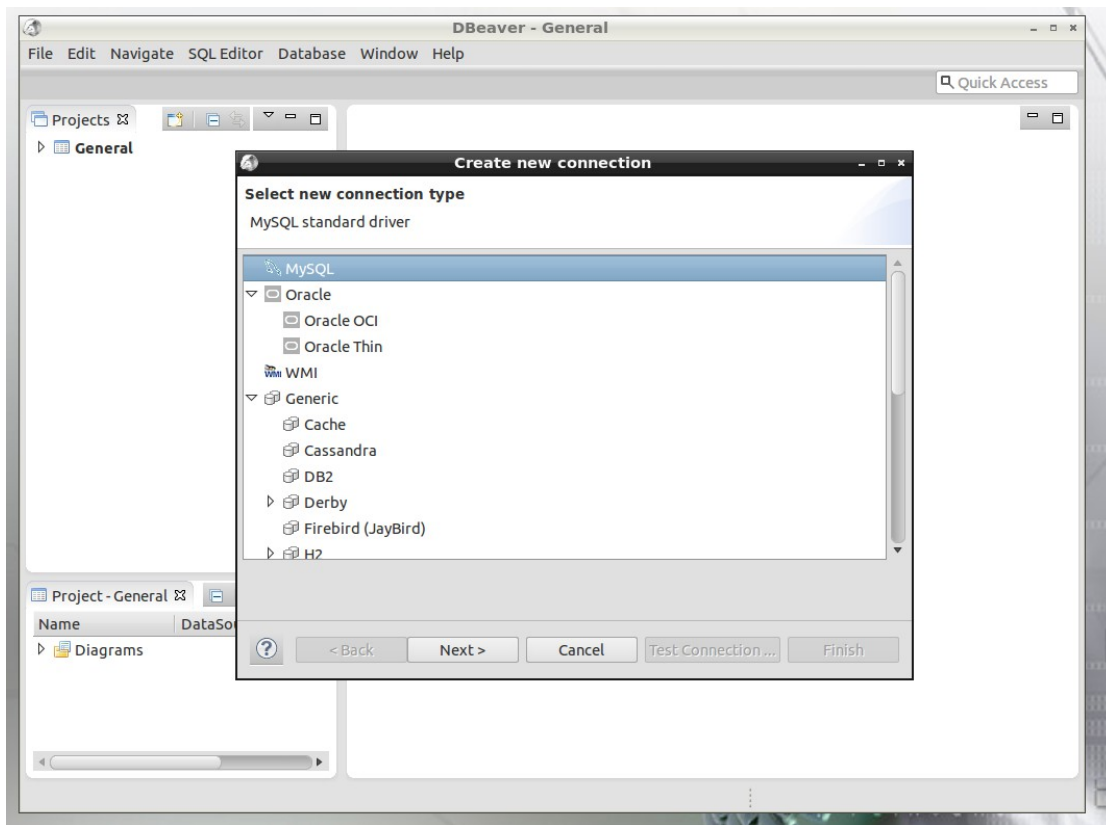 DBeaver - General
File Edit Navigate SQL Editor Database Window Help
Quick Access
Projects
General
Create new connection
Select new connection type
MySQL standard driver
MySQL
Oracle
Oracle OCI
Oracle Thin
WMI WMI
Generic
Cache
Cassandra
DB2
Derby
Firebird (JayBird)
H2
Project - General
Name DataSou
Diagrams
? < Back Next > Cancel Test Connection ... Finish